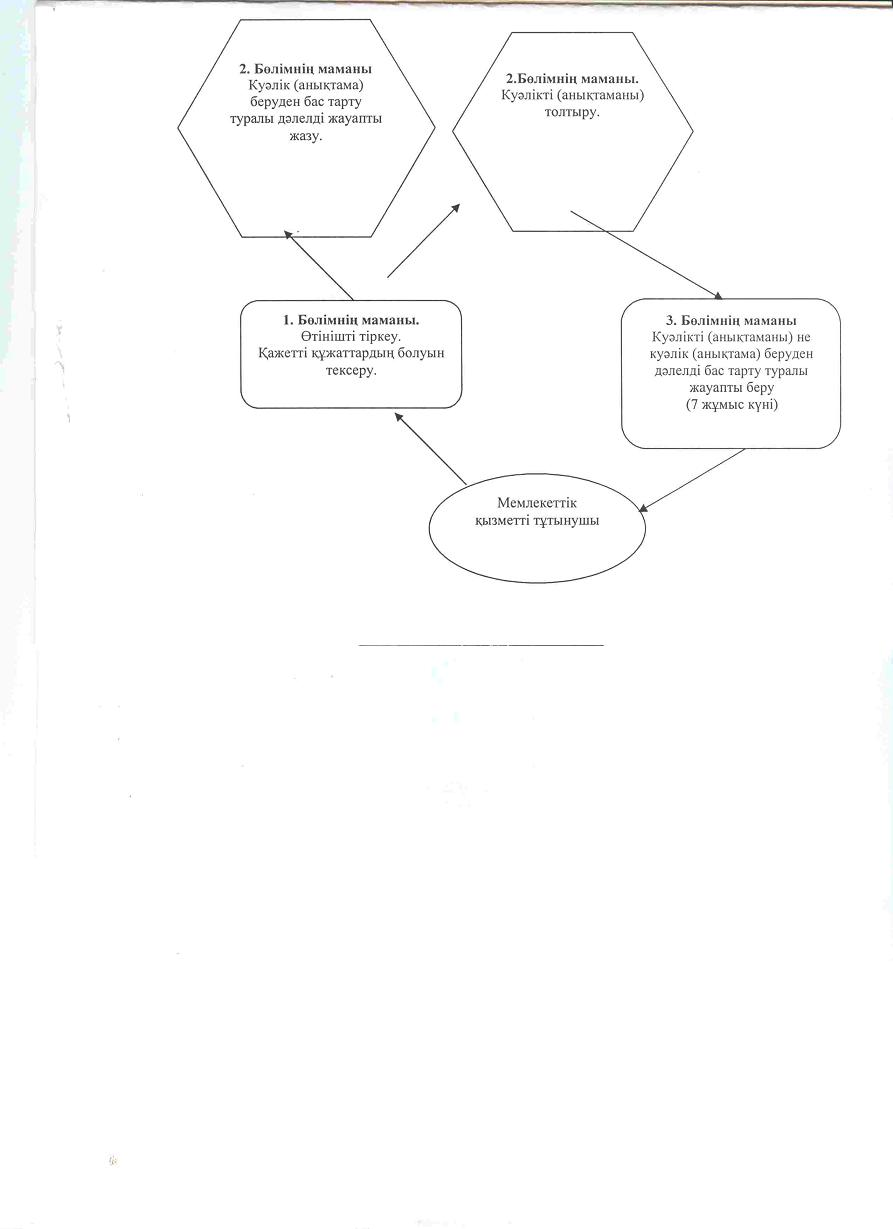 2. Бөлімнің маманы
Куәлік (анықтама)
беруден бас тарту
туралы дәлелді жауапты
жазу.
2.Бөлімнің маманы.
Куәлікті (анықтаманы)
толтыру.
1. Бөлімнің маманы.
Өтінішті тіркеу.
Қажетті құжаттардың болуын
тексеру.
3. Бөлімнің маманы
Куәлікті (анықтаманы) не
куәлік (анықтама) беруден
дәлелді бас тарту туралы
жауапты беру
(7 жұмыс күні)
Мемлекеттік
қызметті тұтынушы